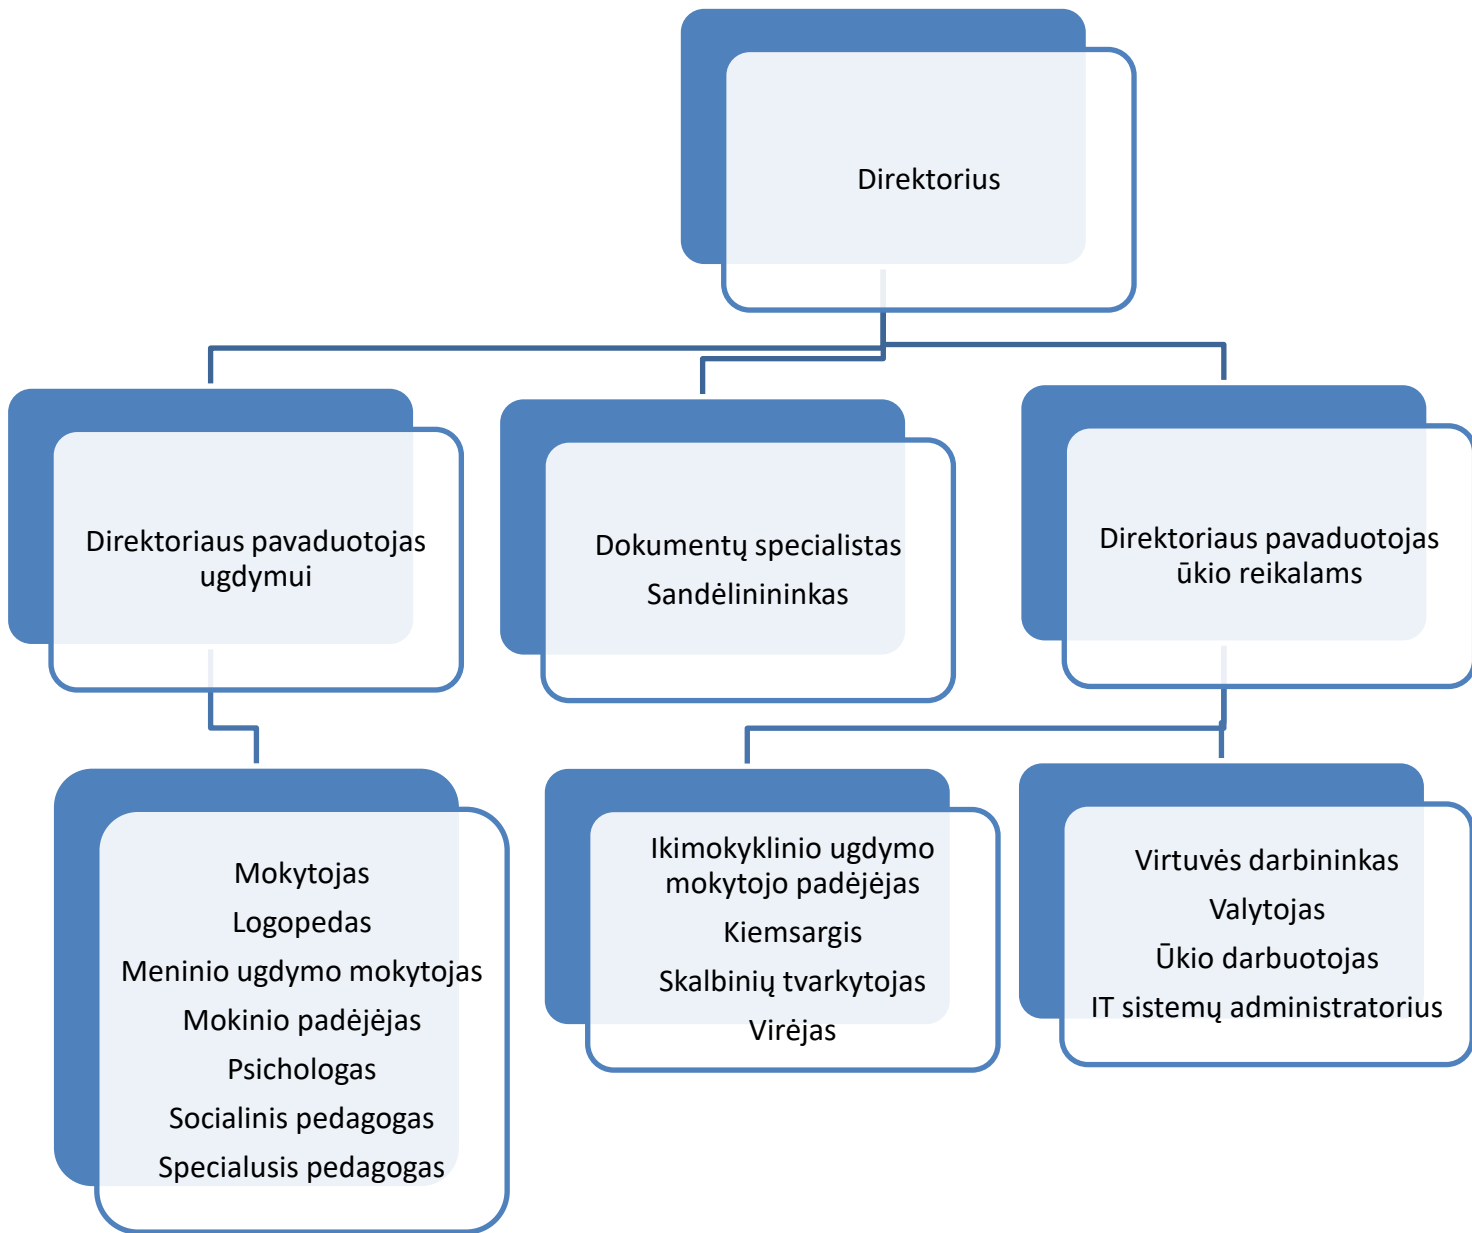 Direktorius
Direktoriaus pavaduotojas
ugdymui
Dokumentų specialistas
Sandėlinininkas
Direktoriaus pavaduotojas
ūkio reikalams
Mokytojas
Logopedas
Meninio ugdymo mokytojas
Mokinio padėjėjas
Psichologas
Socialinis pedagogas
Specialusis pedagogas
Ikimokyklinio ugdymo
mokytojo padėjėjas
Kiemsargis
Skalbinių tvarkytojas
Virėjas
Virtuvės darbininkas
Valytojas
Ūkio darbuotojas
IT sistemų administratorius